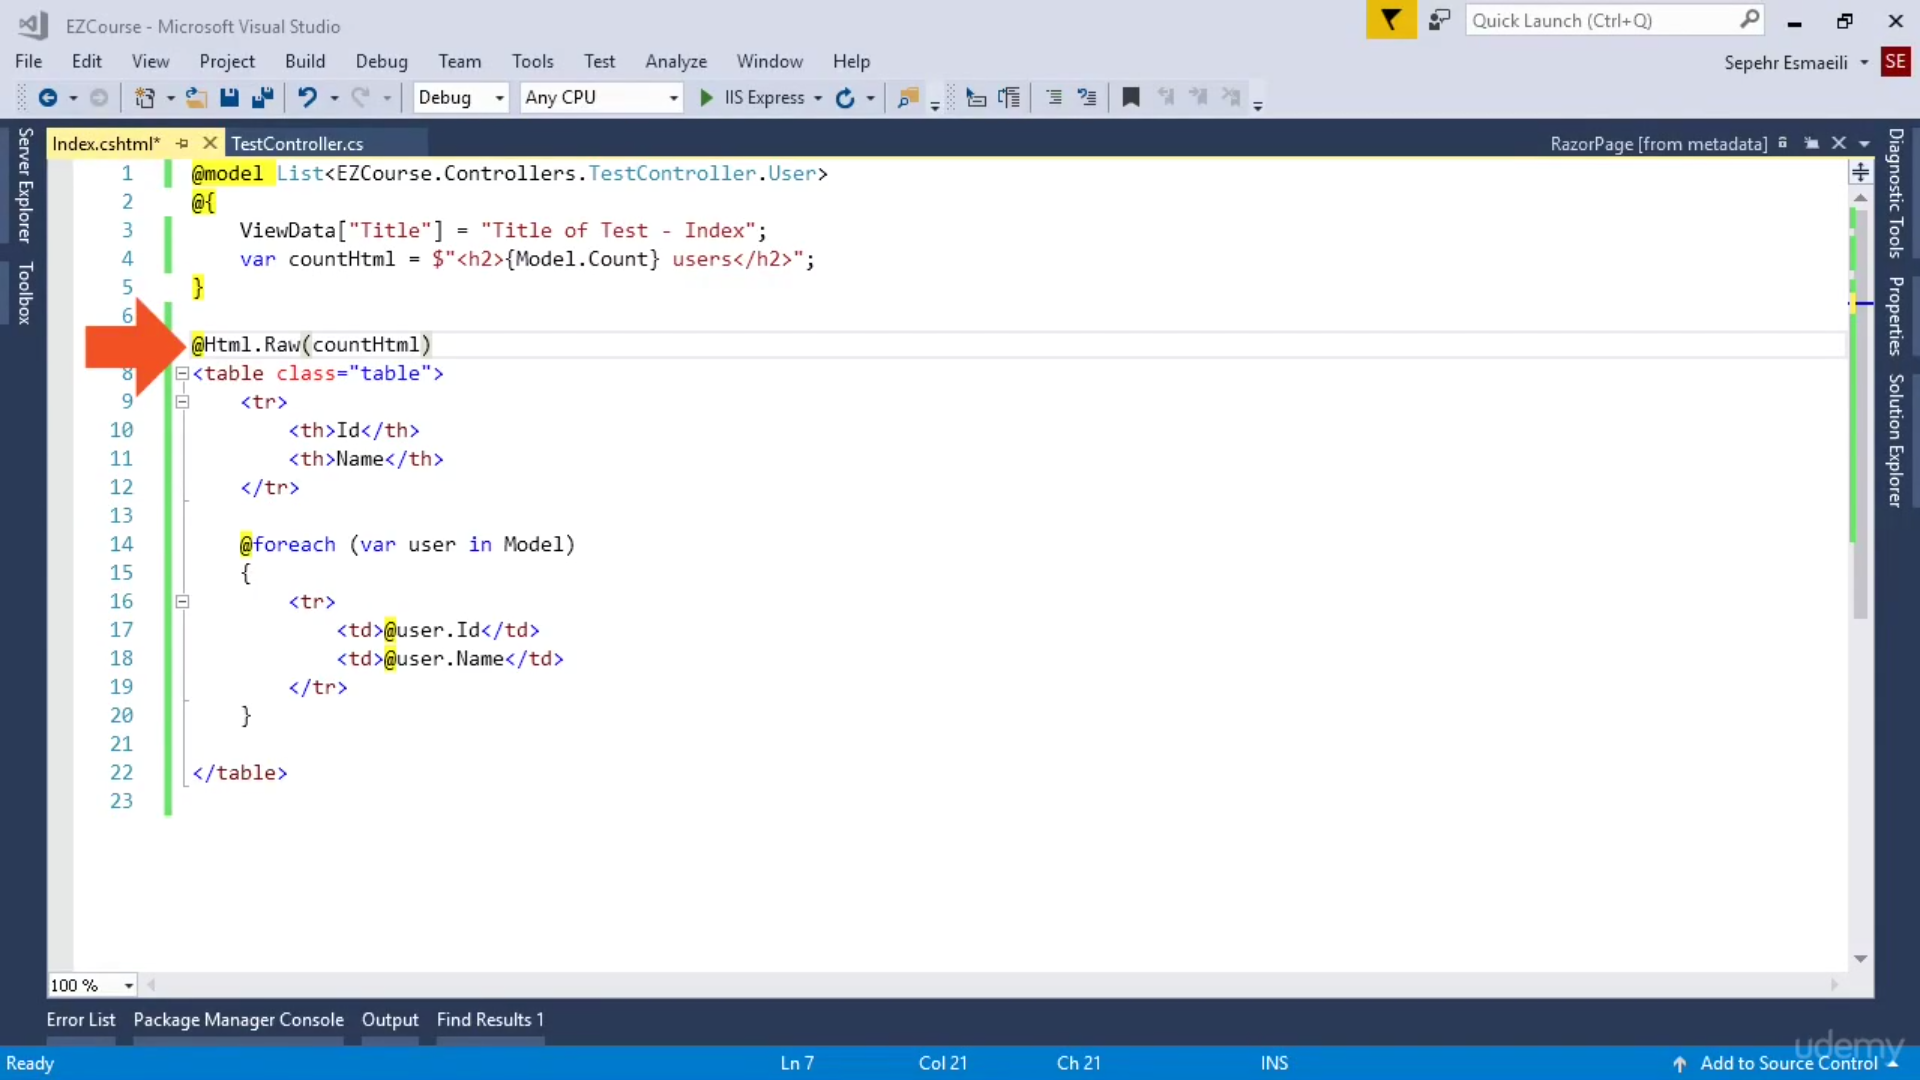 EZCourse - Microsoft Visual Studio
Quick Launch (Ctrl+Q)
File Edit View Project Build Debug Team Tools Test Analyze Window Help
Sepehr Esmaeili SE
Debug Any CPU IIS Express
Index.cshtml* TestController.cs RazorPage [from metadata]
Server Explorer
Toolbox
Diagnostic Tools
Properties
Solution Explorer
1 @model List<EZCourse.Controllers.TestController.User>
2 @{
3 ViewData["Title"] = "Title of Test - Index";
4 var countHtml = $"<h2>{Model.Count} users</h2>";
5 }
6
@Html.Raw(countHtml)
8 <table class="table">
9 <tr>
10 <th>Id</th>
11 <th>Name</th>
12 </tr>
13
14 @foreach (var user in Model)
15 {
16 <tr>
17 <td>@user.Id</td>
18 <td>@user.Name</td>
19 </tr>
20 }
21
22 </table>
23
100 %
Error List Package Manager Console Output Find Results 1
udemy
Ready Ln 7 Col 21 Ch 21 INS Add to Source Control